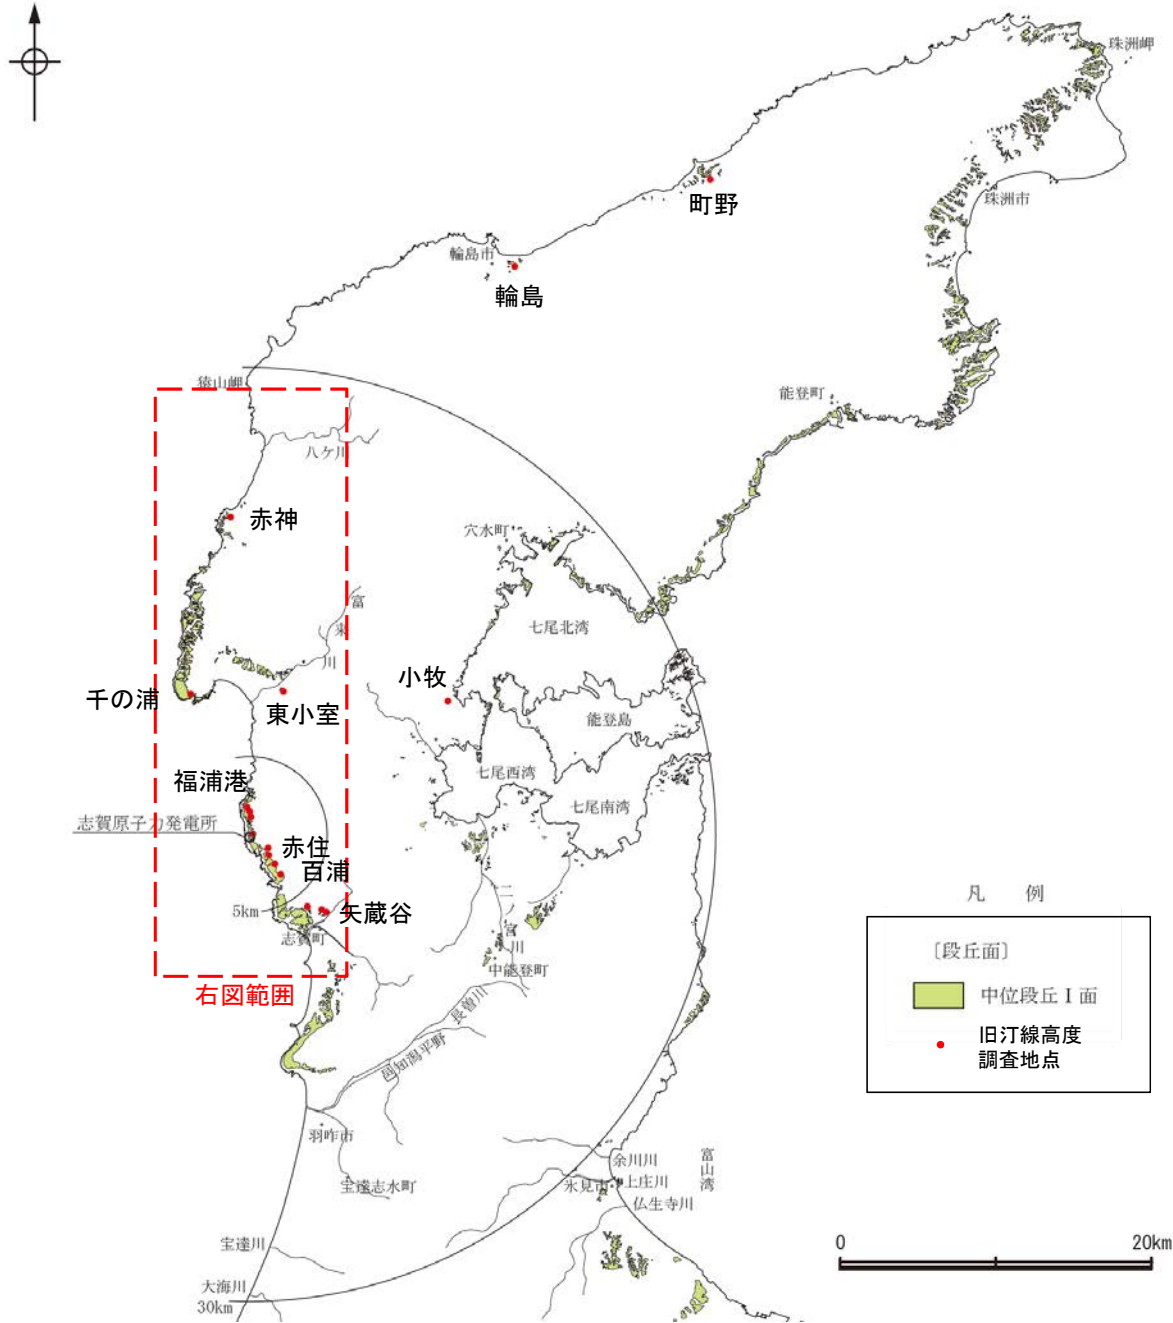 珠洲岬
町野
珠洲市
輪島市
輪島
猿山岬
能登町
八ケ川
赤神
穴水町
富来川
七尾北湾
小牧
千の浦
東小室
能登島
福浦港
七尾西湾
七尾南湾
志賀原子力発電所
赤住
百浦
5km
矢蔵谷
二ノ宮川
志賀町
中能登町
右図範囲
長曽川
邑知潟平野
羽咋市
余川川
富山湾
宝達志水町
氷見市
上庄川
仏生寺川
宝達川
大海川
30km
凡 例
〔段丘面〕
中位段丘Ⅰ面
旧汀線高度
調査地点
0
20km